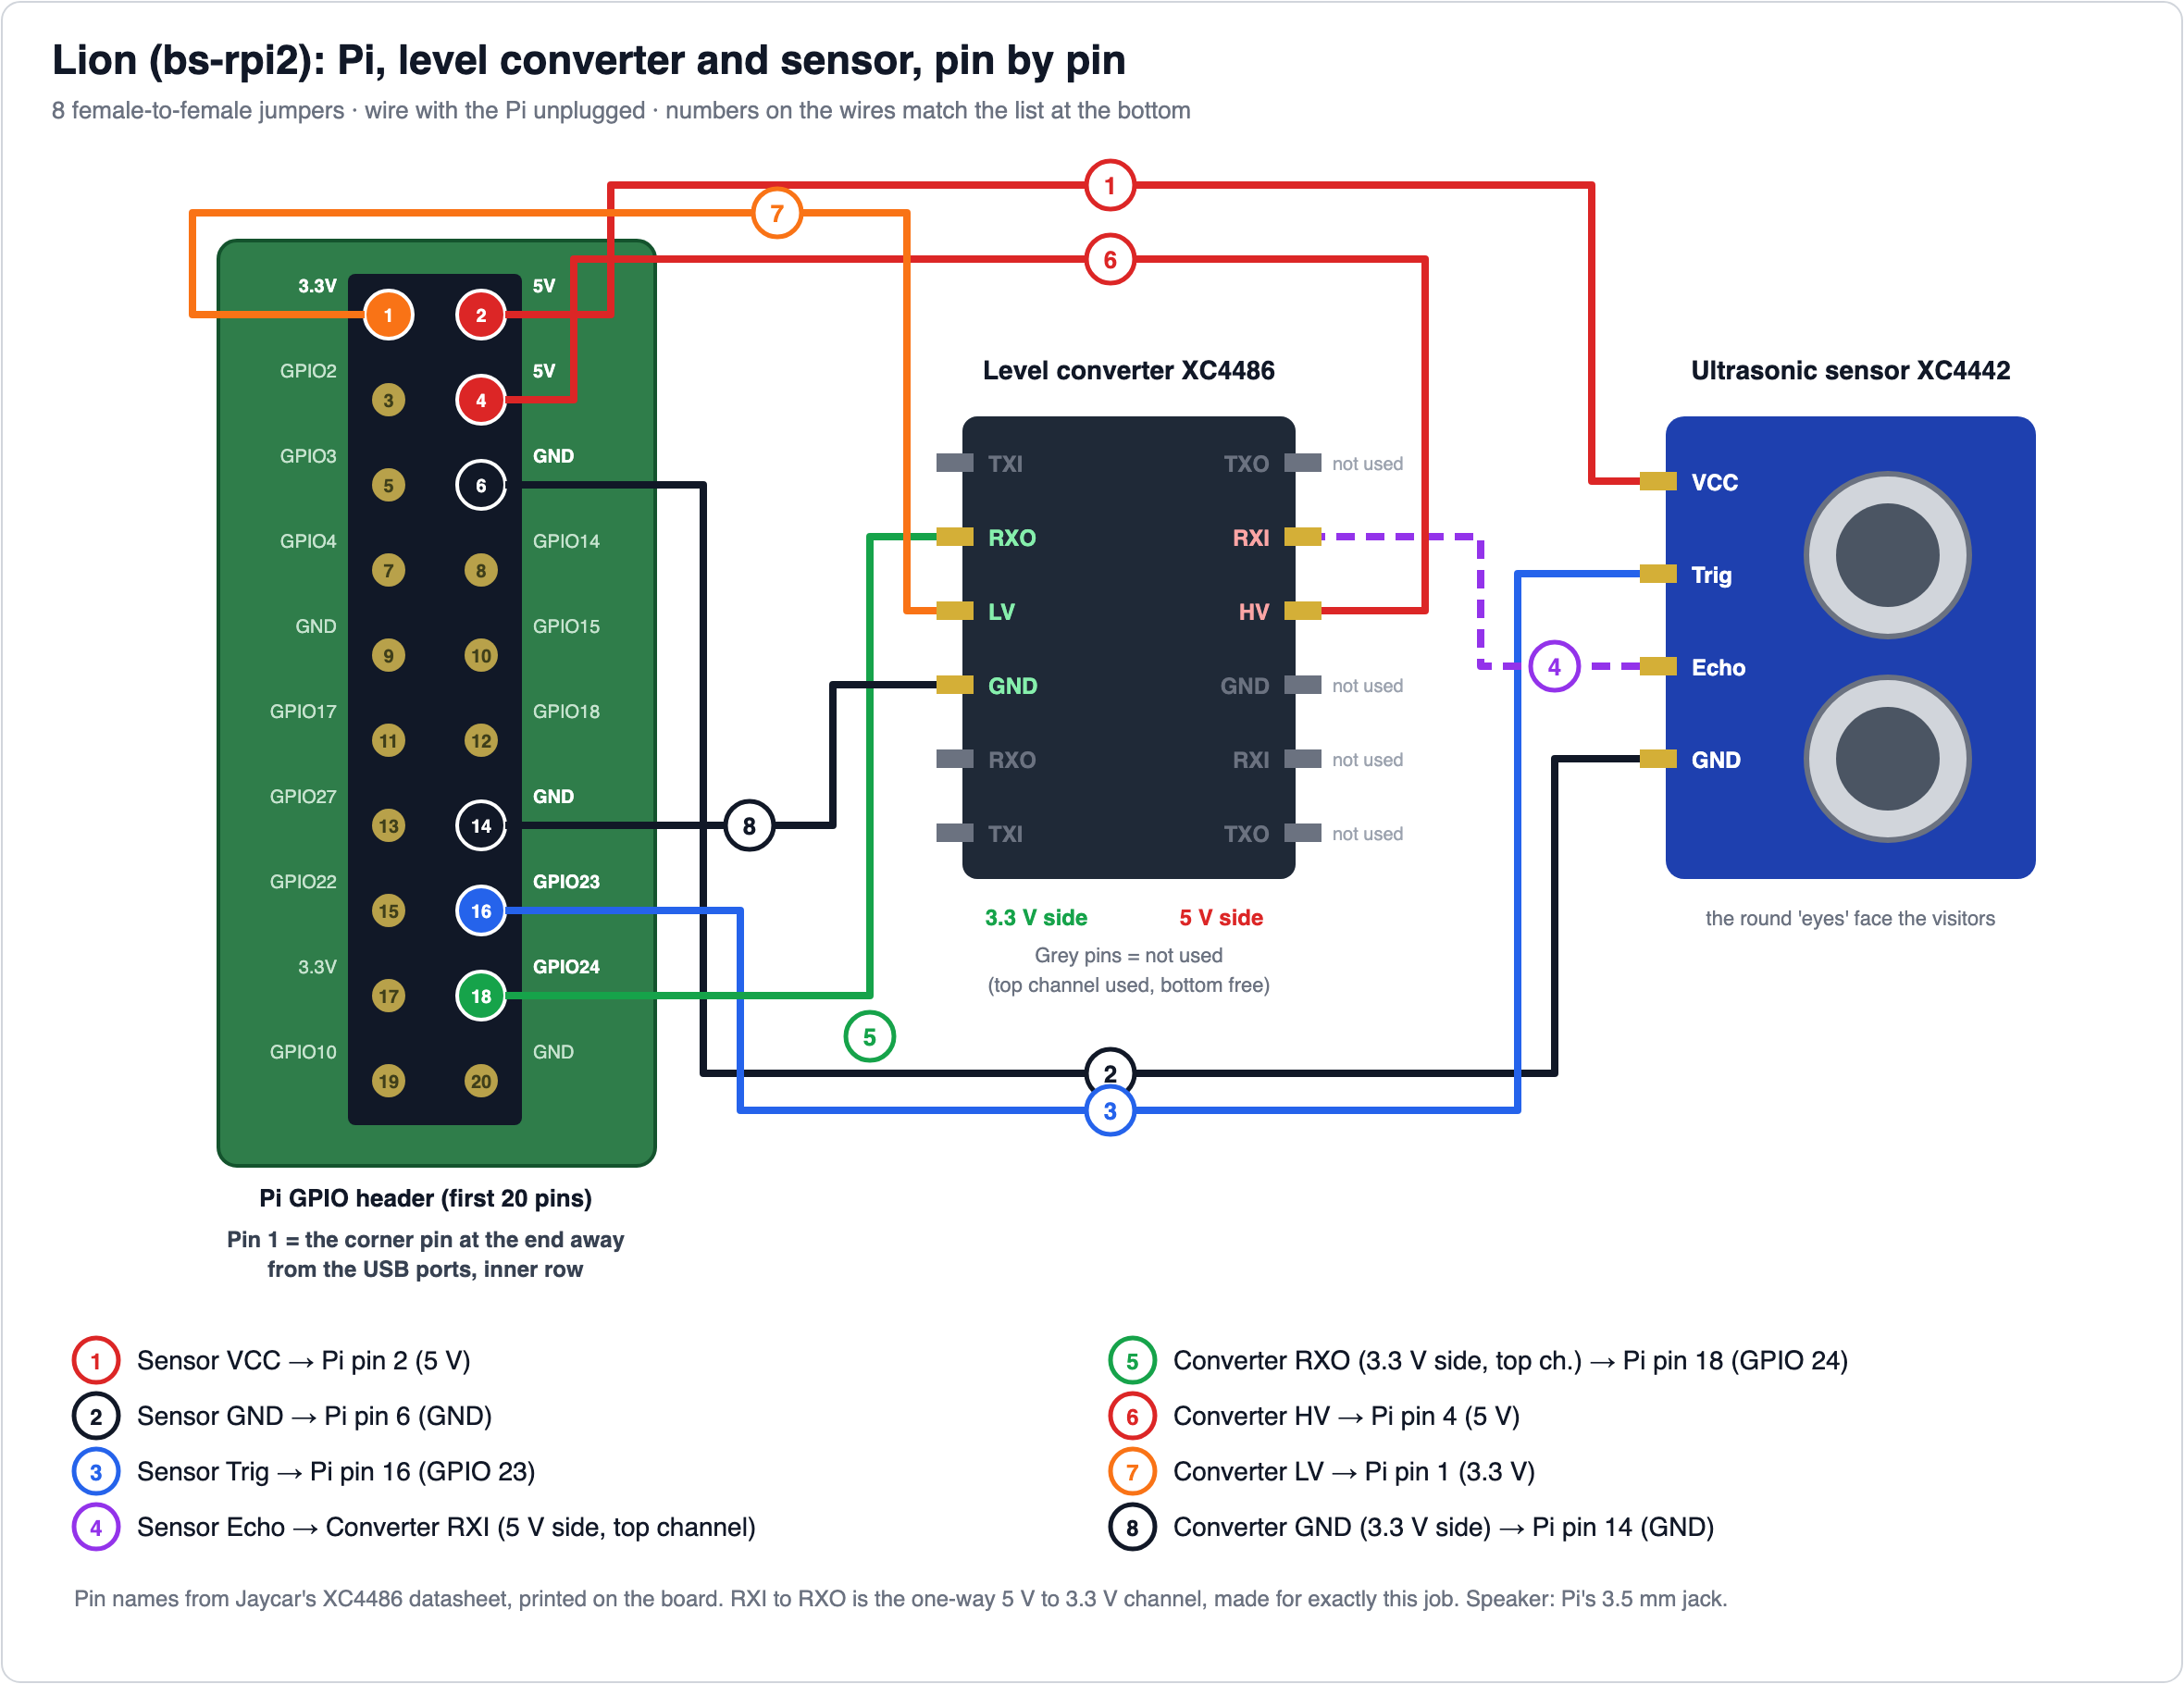 Lion (bs-rpi2): Pi, level converter and sensor, pin by pin
8 female-to-female jumpers · wire with the Pi unplugged · numbers on the wires match the list at the bottom
1
7
6
3.3V 1 2 5V
GPIO2 3 4 5V
GPIO3 5 6 GND
GPIO4 7 8 GPIO14
GND 9 10 GPIO15
GPIO17 11 12 GPIO18
GPIO27 13 14 GND
GPIO22 15 16 GPIO23
3.3V 17 18 GPIO24
GPIO10 19 20 GND
Pi GPIO header (first 20 pins)
Pin 1 = the corner pin at the end away
from the USB ports, inner row
8
5
2
3
Level converter XC4486
TXI TXO not used
RXO RXI
LV HV
GND GND not used
RXO RXI not used
TXI TXO not used
3.3 V side 5 V side
Grey pins = not used
(top channel used, bottom free)
4
Ultrasonic sensor XC4442
VCC
Trig
Echo
GND
the round 'eyes' face the visitors
1 Sensor VCC → Pi pin 2 (5 V)
2 Sensor GND → Pi pin 6 (GND)
3 Sensor Trig → Pi pin 16 (GPIO 23)
4 Sensor Echo → Converter RXI (5 V side, top channel)
5 Converter RXO (3.3 V side, top ch.) → Pi pin 18 (GPIO 24)
6 Converter HV → Pi pin 4 (5 V)
7 Converter LV → Pi pin 1 (3.3 V)
8 Converter GND (3.3 V side) → Pi pin 14 (GND)
Pin names from Jaycar's XC4486 datasheet, printed on the board. RXI to RXO is the one-way 5 V to 3.3 V channel, made for exactly this job. Speaker: Pi's 3.5 mm jack.